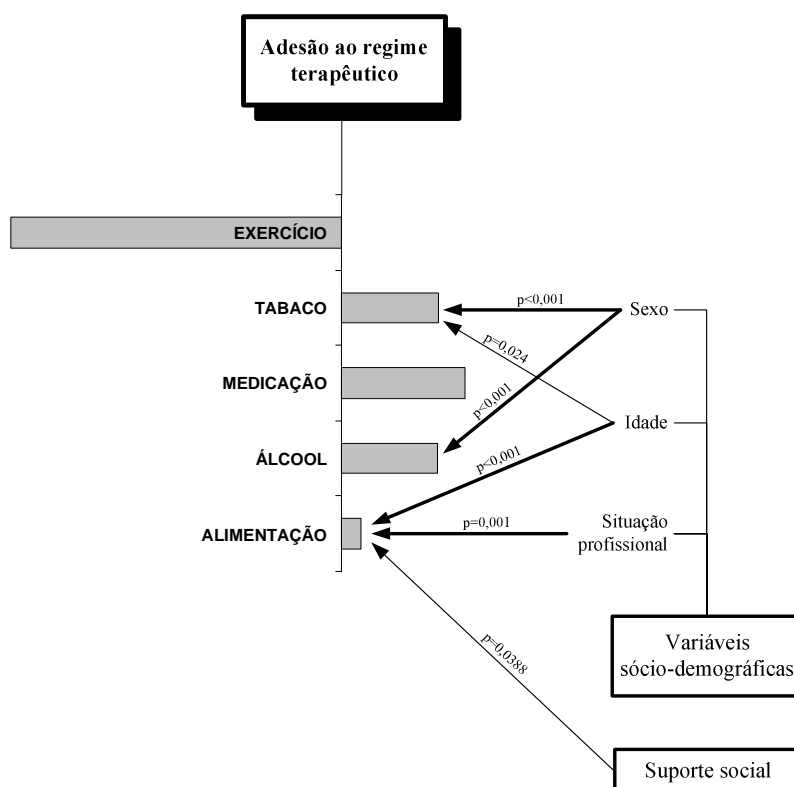 Adesão ao regime
terapêutico
EXERCÍCIO
TABACO
p<0,001
Sexo
p=0,024
MEDICAÇÃO
p<0,001
Idade
ÁLCOOL
p<0,001
ALIMENTAÇÃO
p=0,001
Situação
profissional
Variáveis
sócio-demográficas
p=0,0388
Suporte social